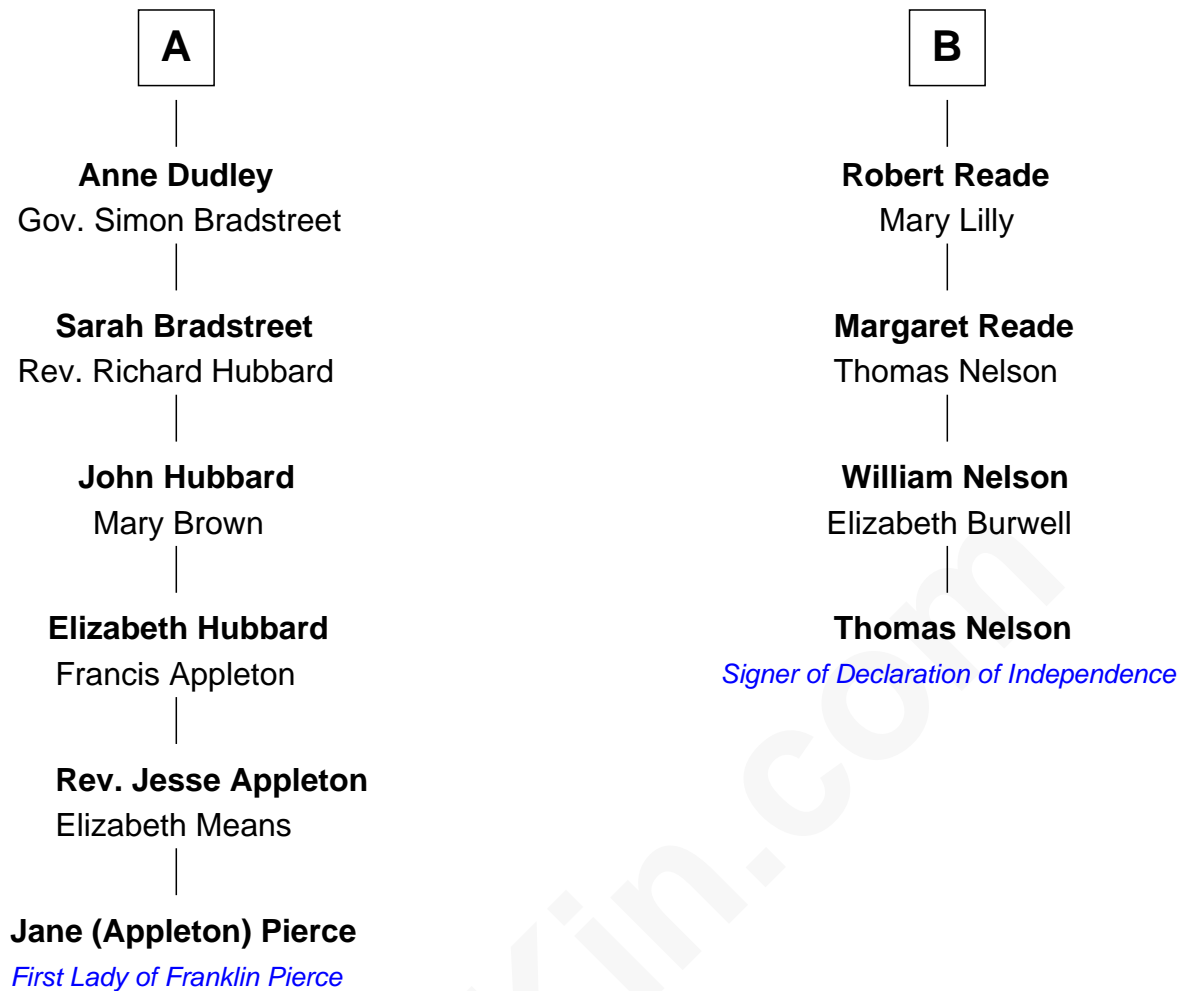 A
Anne Dudley
Gov. Simon Bradstreet
Sarah Bradstreet
Rev. Richard Hubbard
John Hubbard
Mary Brown
Elizabeth Hubbard
Francis Appleton
Rev. Jesse Appleton
Elizabeth Means
Jane (Appleton) Pierce
First Lady of Franklin Pierce
B
Robert Reade
Mary Lilly
Margaret Reade
Thomas Nelson
William Nelson
Elizabeth Burwell
Thomas Nelson
Signer of Declaration of Independence